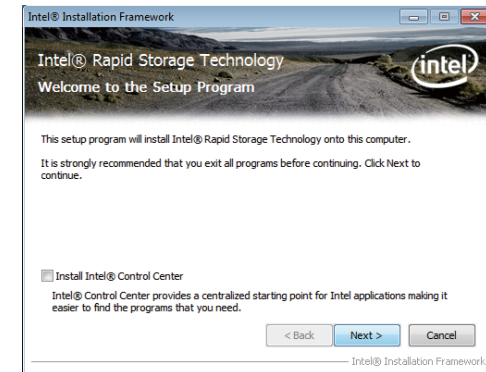 Intel® Installation Framework
Intel® Rapid Storage Technology
Welcome to the Setup Program
intel
This setup program will install Intel® Rapid Storage Technology onto this computer.
It is strongly recommended that you exit all programs before continuing. Click Next to
continue.
Install Intel® Control Center
Intel® Control Center provides a centralized starting point for Intel applications making it
easier to find the programs that you need.
< Back Next > Cancel
Intel® Installation Framework